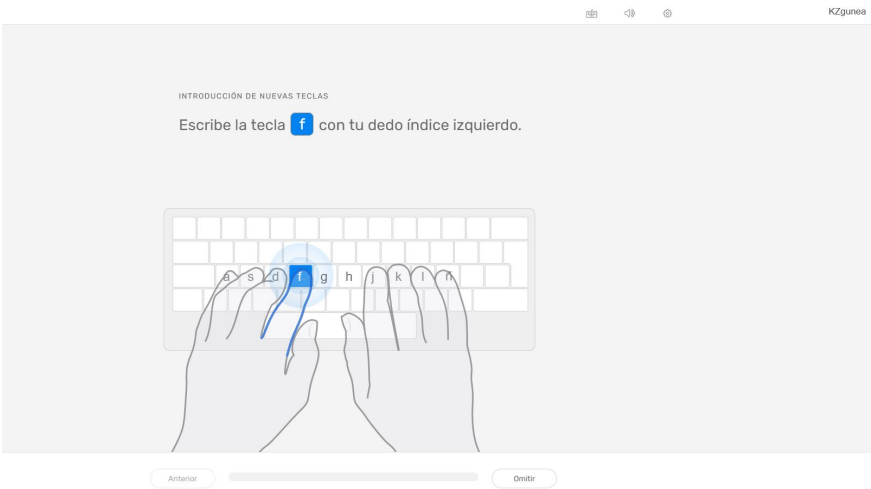 KZgunea
INTRODUCCIÓN DE NUEVAS TECLAS
Escribe la tecla f con tu dedo índice izquierdo.
a s d f g h j k l ñ
Anterior
Omitir